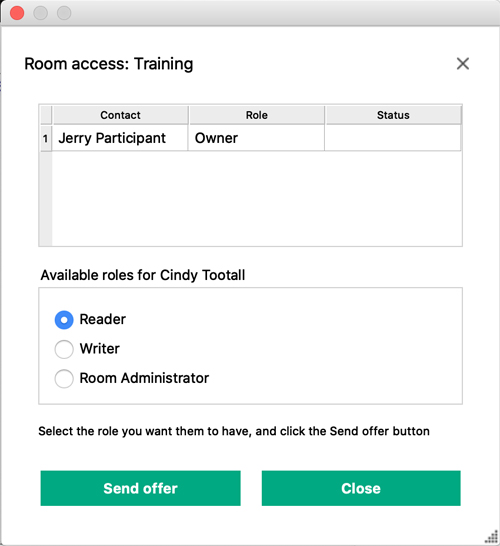 Room access: Training
Contact Role Status
1 Jerry Participant Owner
Available roles for Cindy Tootall
Reader
Writer
Room Administrator
Select the role you want them to have, and click the Send offer button
Send offer Close